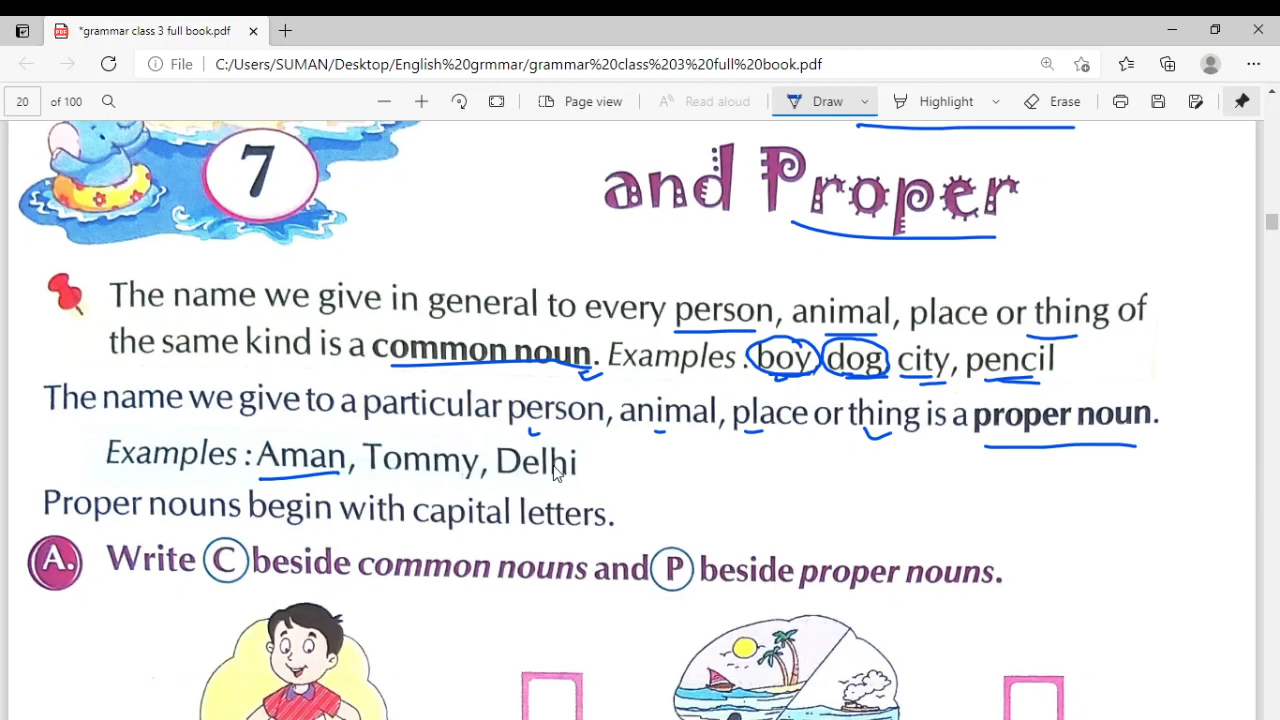 *grammar class 3 full book.pdf
File C:/Users/SUMAN/Desktop/English%20grmmar/grammar%20class%203%20full%20book.pdf
20 of 100 Page view Read aloud Draw Highlight Erase
7
and Proper
The name we give in general to every person, animal, place or thing of
the same kind is a common noun. Examples : boy dog city, pencil
The name we give to a particular person, animal, place or thing is a proper noun.
Examples : Aman, Tommy, Delhi
Proper nouns begin with capital letters.
A. Write C beside common nouns and P beside proper nouns.